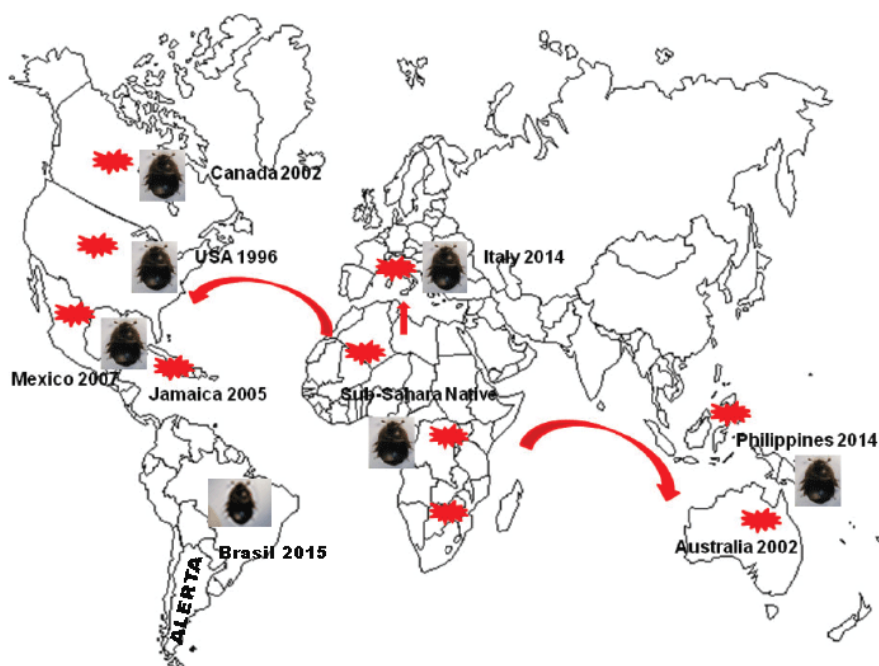 Canada 2002
USA 1996
Italy 2014
Mexico 2007
Jamaica 2005
Sub-Sahara Native
Philippines 2014
Australia 2002
Brasil 2015
ALERTA